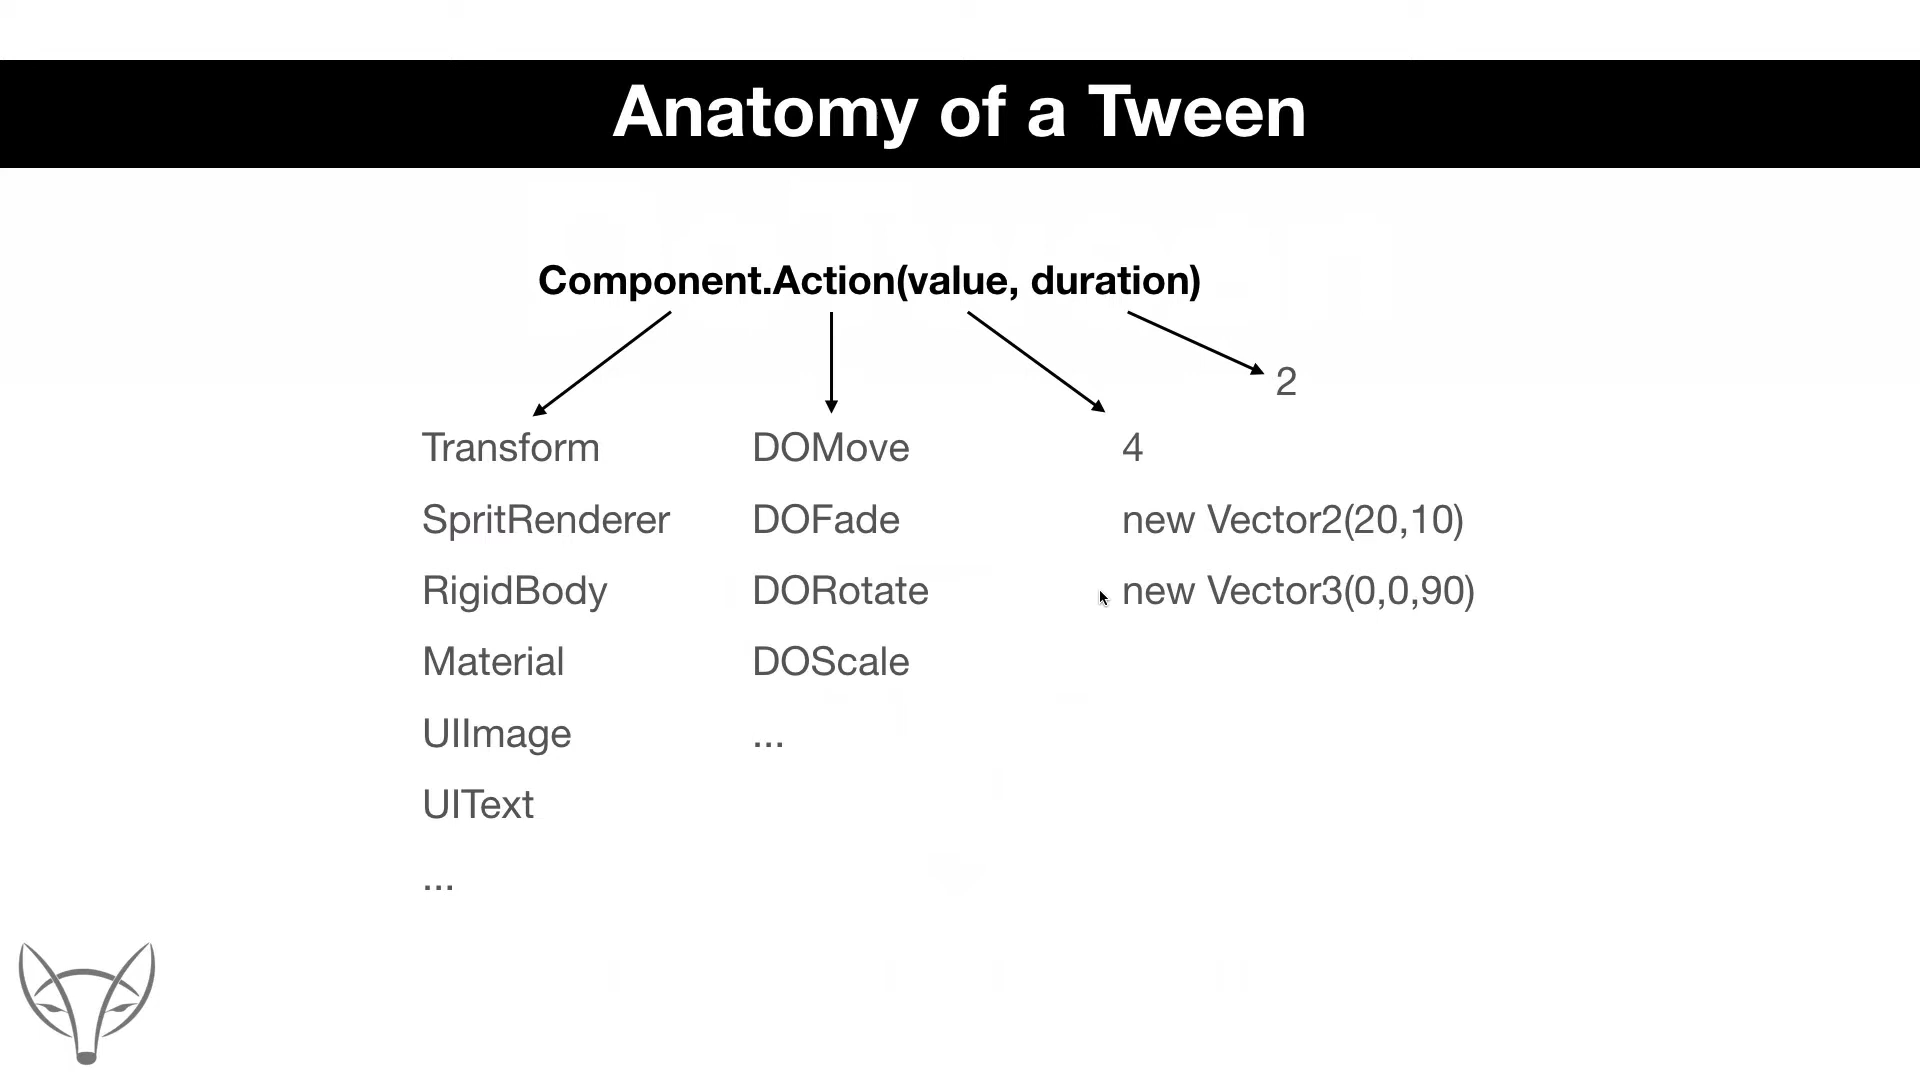 Anatomy of a Tween
Component.Action(value, duration)
2
Transform
DOMove
4
SpritRenderer
DOFade
new Vector2(20,10)
RigidBody
DORotate
new Vector3(0,0,90)
Material
DOScale
UIImage
...
UIText
...